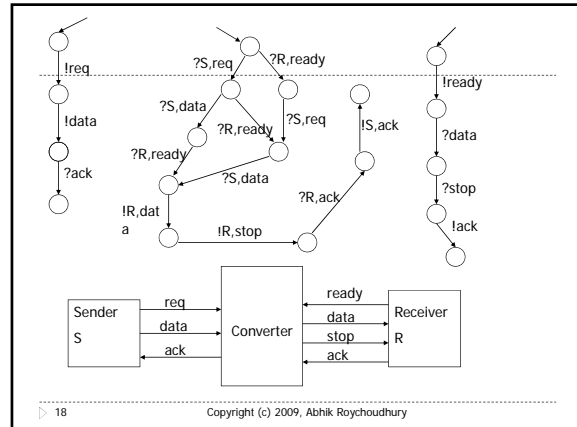 !req
!data
?ack
?S,req
?R,ready
?S,data
?R,ready
?R,ready
?S,req
?S,data
!R,dat
a
!R,stop
?R,ack
!S,ack
!ready
?data
?stop
!ack
Sender
S
req
data
ack
Converter
ready
data
stop
ack
Receiver
R
18
Copyright (c) 2009, Abhik Roychoudhury